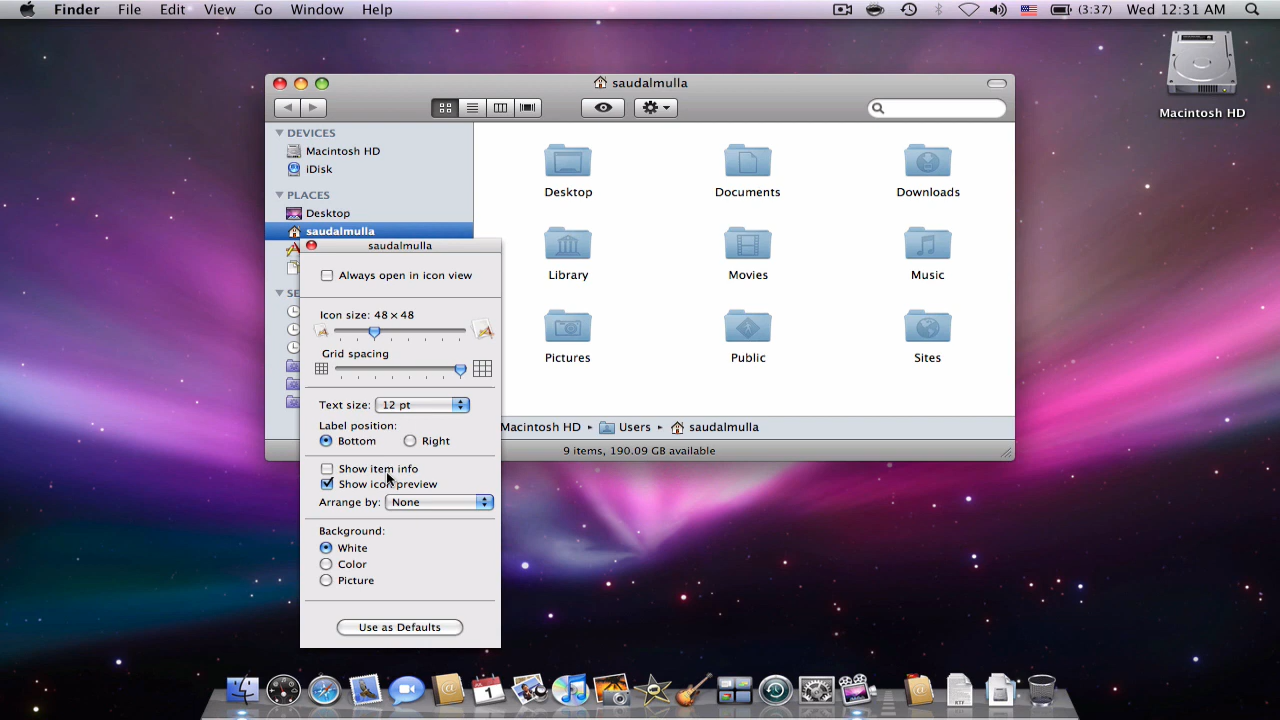 Finder File Edit View Go Window Help (3:37) Wed 12:31 AM
Macintosh HD
saudalmulla
DEVICES
Macintosh HD
iDisk
PLACES
Desktop
saudalmulla
Desktop Documents Downloads
Library Movies Music
Pictures Public Sites
Macintosh HD ▸ Users ▸ saudalmulla
9 items, 190.09 GB available
saudalmulla
Always open in icon view
Icon size: 48 × 48
Grid spacing
Text size: 12 pt
Label position:
Bottom Right
Show item info
Show icon preview
Arrange by: None
Background:
White
Color
Picture
Use as Defaults
1
RTF